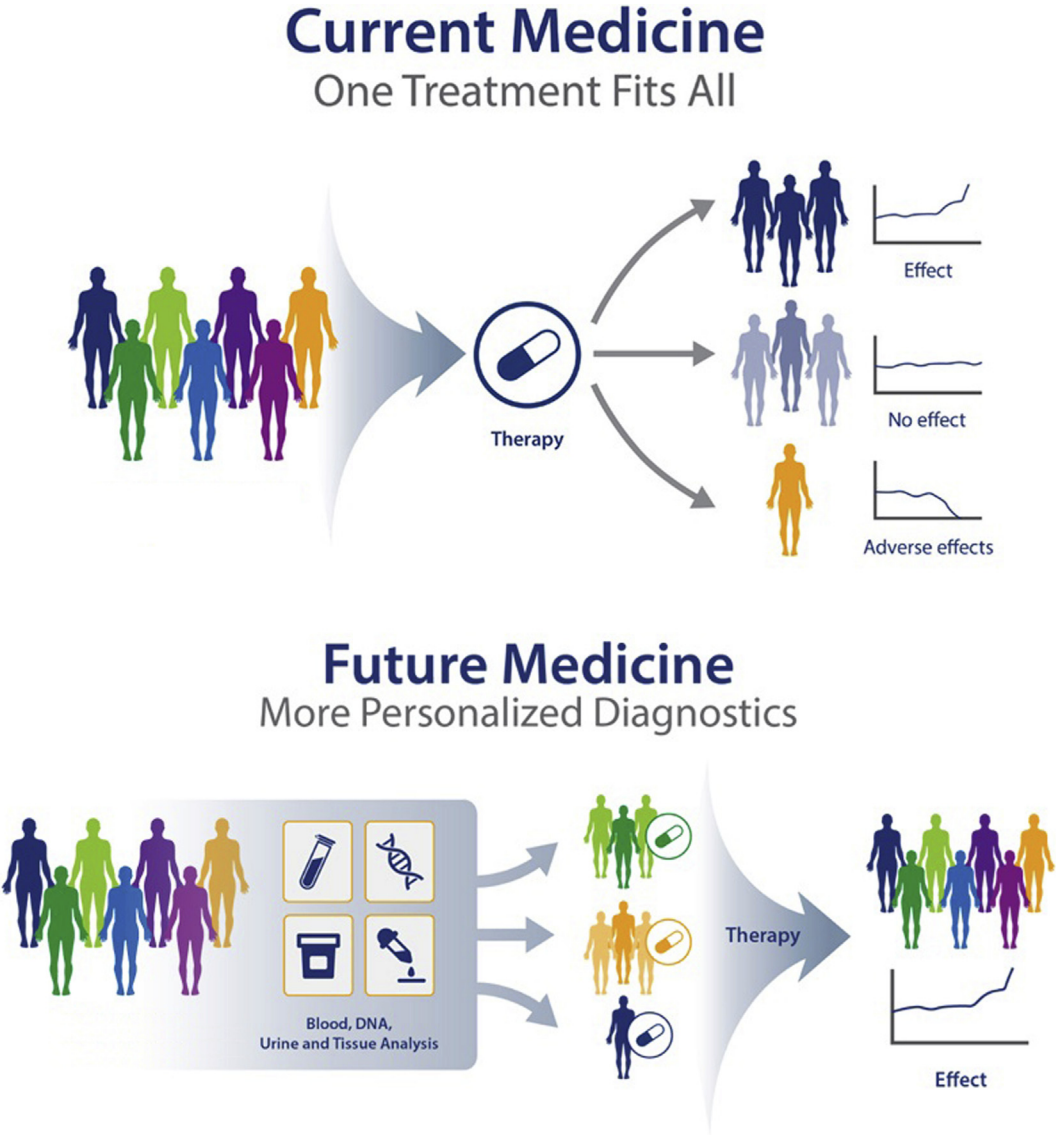 Current Medicine
One Treatment Fits All
Effect
Therapy
No effect
Adverse effects
Future Medicine
More Personalized Diagnostics
Blood, DNA,
Urine and Tissue Analysis
Therapy
Effect